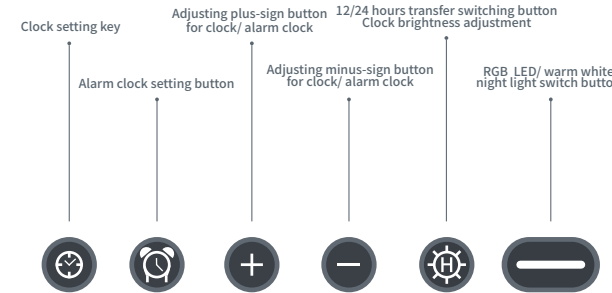 Clock setting key
Adjusting plus-sign button
for clock/ alarm clock
12/24 hours transfer switching button
Clock brightness adjustment
Alarm clock setting button
Adjusting minus-sign button
for clock/ alarm clock
RGB LED/ warm white
night light switch butto
H